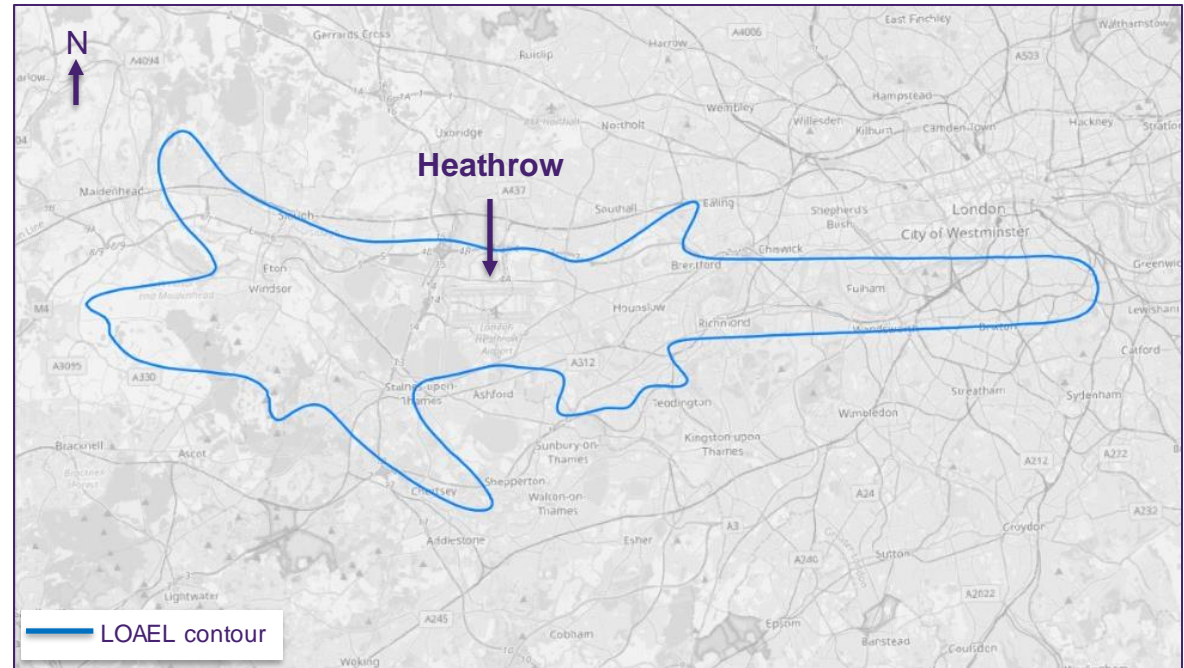 N
Heathrow
LOAEL contour
Gerrards Cross
East Finchley
Walthamstow
A4094
Ruislip
Harrow
A4006
A503
Hampstead
Wembley
Willesden
Camden Town
Hackney
Kilburn
Northolt
Uxbridge
Maidenhead
A437
Slough
Southall
Ealing
Shepherd's
Bush
London
City of Westminster
Chiswick
Brentford
Greenwich
Eton
Windsor
M4
4A
Fulham
Hounslow
London
Heathrow
Airport
Richmond
Wandsworth
Brixton
Lewisham
A3095
A330
A312
Catford
Staines-upon-
Thames
Ashford
Teddington
Streatham
Sydenham
Wimbledon
Kingston upon
Thames
Bracknell
Ascot
Sunbury-on-
Thames
A212
A222
Shepperton
Chertsey
Walton-on-
Thames
A24
A3
A232
Addlestone
Esher
Croydon
A240
Sutton
Lightwater
A245
A2022
Epsom
Cobham
Banstead
Coulsdon
Woking